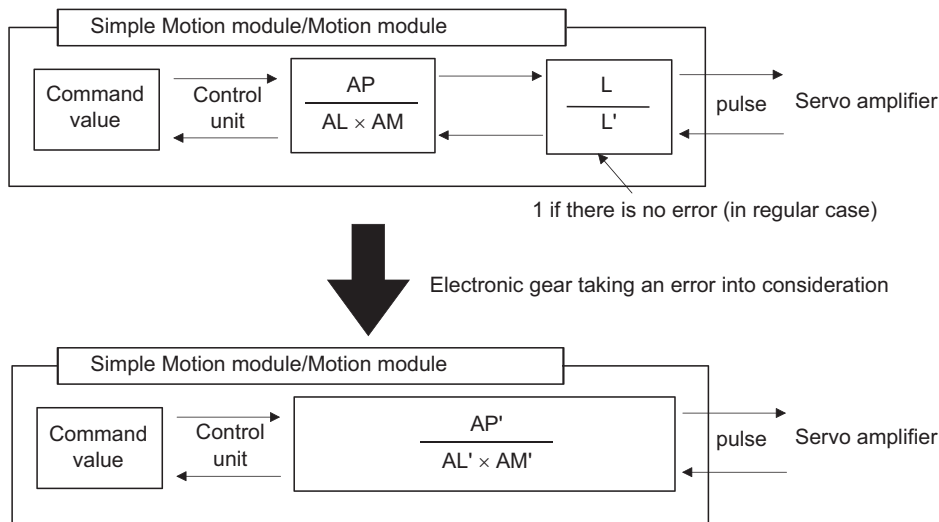 Simple Motion module/Motion module
Command
value
Control
unit
AP
AL × AM
L
L'
pulse
Servo amplifier
1 if there is no error (in regular case)
Electronic gear taking an error into consideration
Simple Motion module/Motion module
Command
value
Control
unit
AP'
AL' × AM'
pulse
Servo amplifier